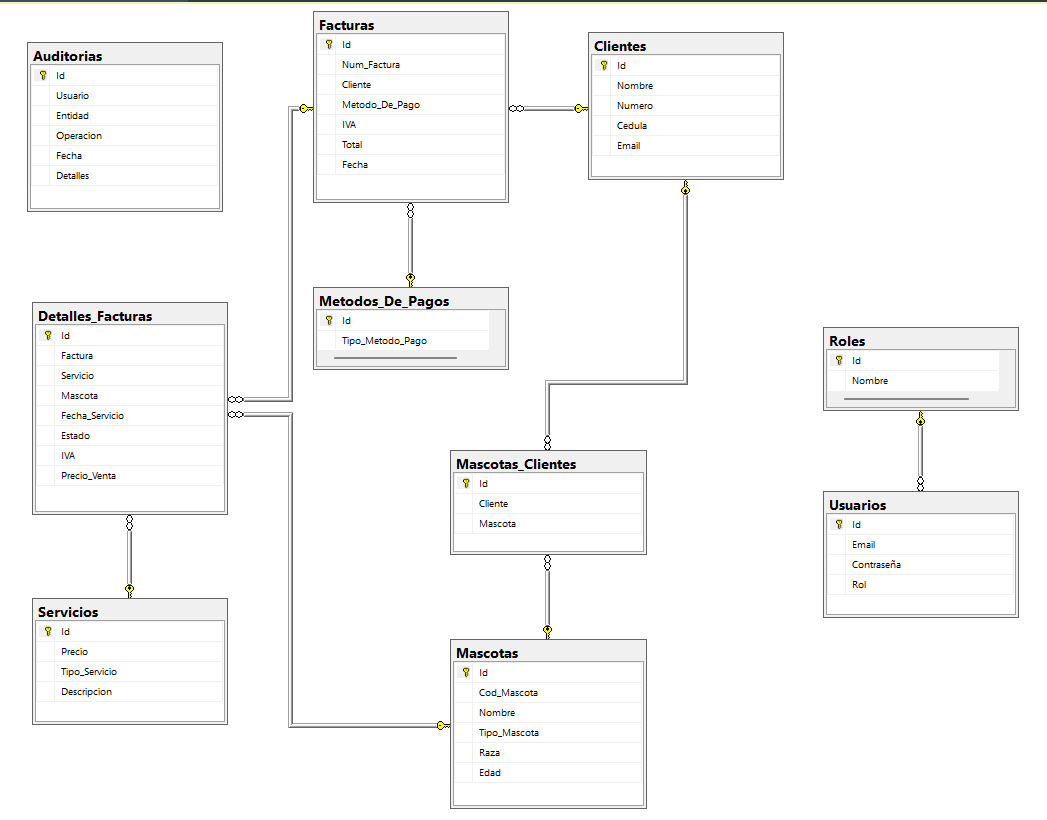 Auditorias
Id
Usuario
Entidad
Operacion
Fecha
Detalles
Facturas
Id
Num_Factura
Cliente
Metodo_De_Pago
IVA
Total
Fecha
Clientes
Id
Nombre
Numero
Cedula
Email
Metodos_De_Pagos
Id
Tipo_Metodo_Pago
Detalles_Facturas
Id
Factura
Servicio
Mascota
Fecha_Servicio
Estado
IVA
Precio_Venta
Roles
Id
Nombre
Mascotas_Clientes
Id
Cliente
Mascota
Usuarios
Id
Email
Contraseña
Rol
Servicios
Id
Precio
Tipo_Servicio
Descripcion
Mascotas
Id
Cod_Mascota
Nombre
Tipo_Mascota
Raza
Edad